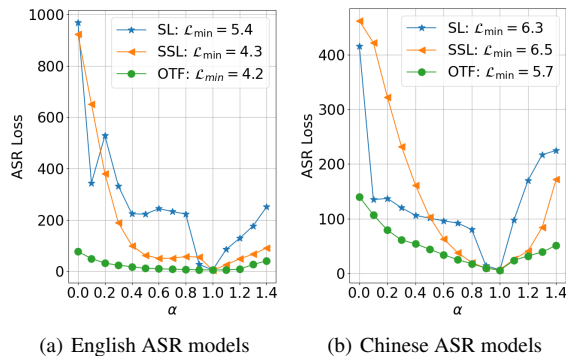 1000
800
600
400
200
0
ASR Loss
SL: ℒmin = 5.4
SSL: ℒmin = 4.3
OTF: ℒmin = 4.2
0.0 0.2 0.4 0.6 0.8 1.0 1.2 1.4
α
(a) English ASR models
400
300
200
100
0
ASR Loss
SL: ℒmin = 6.3
SSL: ℒmin = 6.5
OTF: ℒmin = 5.7
0.0 0.2 0.4 0.6 0.8 1.0 1.2 1.4
α
(b) Chinese ASR models